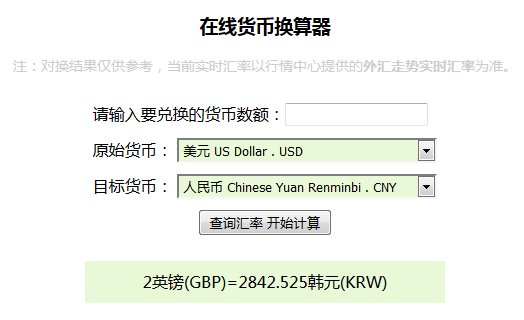 在线货币换算器
注：对换结果仅供参考，当前实时汇率以行情中心提供的外汇走势实时汇率为准。
请输入要兑换的货币数额：
原始货币： 美元 US Dollar . USD
目标货币： 人民币 Chinese Yuan Renminbi . CNY
查询汇率 开始计算
2英镑(GBP)=2842.525韩元(KRW)